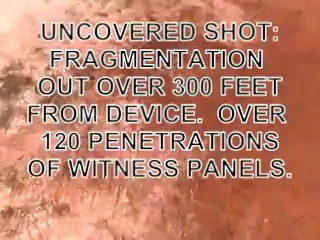 UNCOVERED SHOT:
FRAGMENTATION
OUT OVER 300 FEET
FROM DEVICE.  OVER
120 PENETRATIONS
OF WITNESS PANELS.